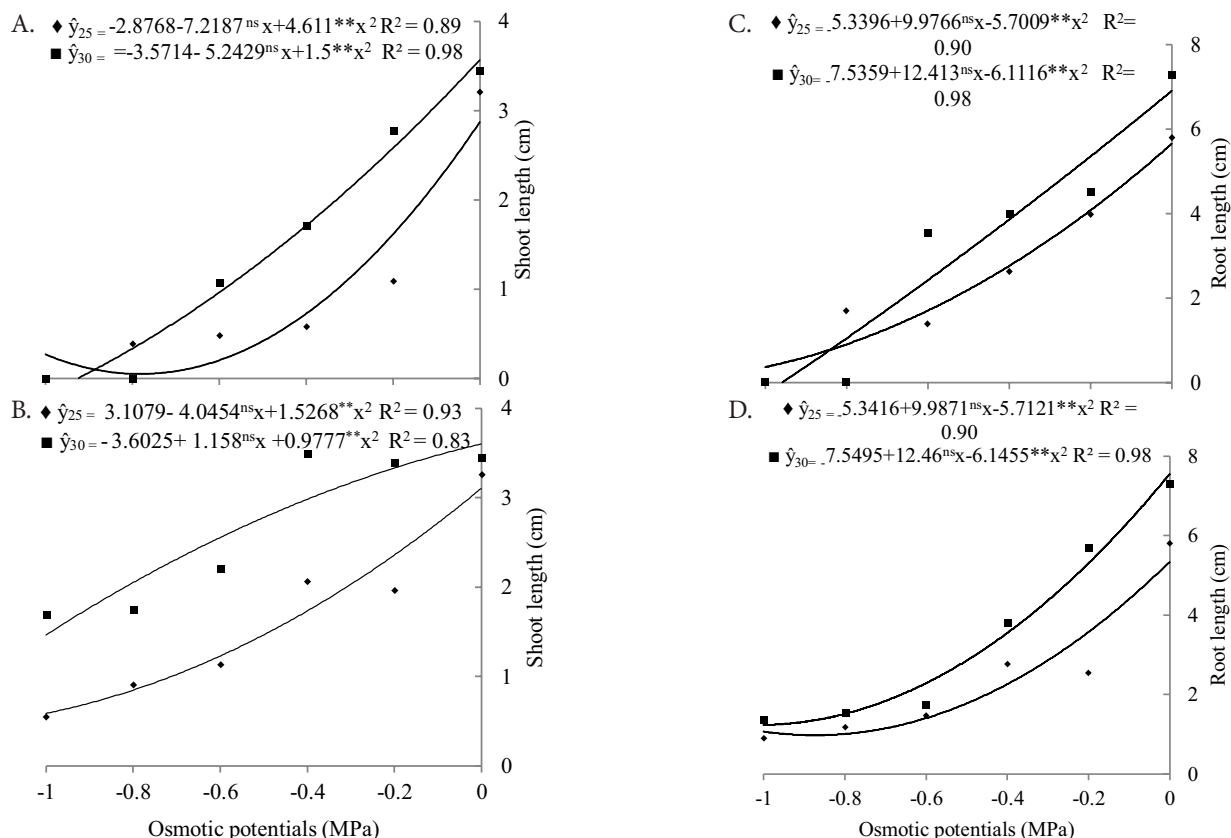 A.
♦ ŷ25 = -2.8768-7.2187 ns x+4.611**x2 R2 = 0.89
■ ŷ30 = =-3.5714- 5.2429nsx+1.5**x2 R2 = 0.98
4
3
2
1
0
Shoot length (cm)
B.
♦ ŷ25 = 3.1079- 4.0454nsx+1.5268**x2 R2 = 0.93
■ ŷ30 = - 3.6025+ 1.158nsx +0.9777**x2 R2 = 0.83
4
3
2
1
0
Shoot length (cm)
-1 -0.8 -0.6 -0.4 -0.2 0
Osmotic potentials (MPa)
C.
♦ ŷ25 = -5.3396+9.9766nsx-5.7009**x2 R2=
0.90
■ ŷ30= -7.5359+12.413nsx-6.1116**x2 R2=
0.98
8
6
4
2
0
Root length (cm)
D.
♦ ŷ25 = -5.3416+9.9871nsx-5.7121**x2 R2 =
0.90
■ ŷ30= -7.5495+12.46nsx-6.1455**x2 R2 = 0.98
8
6
4
2
0
Root length (cm)
-1 -0.8 -0.6 -0.4 -0.2 0
Osmotic potentials (MPa)